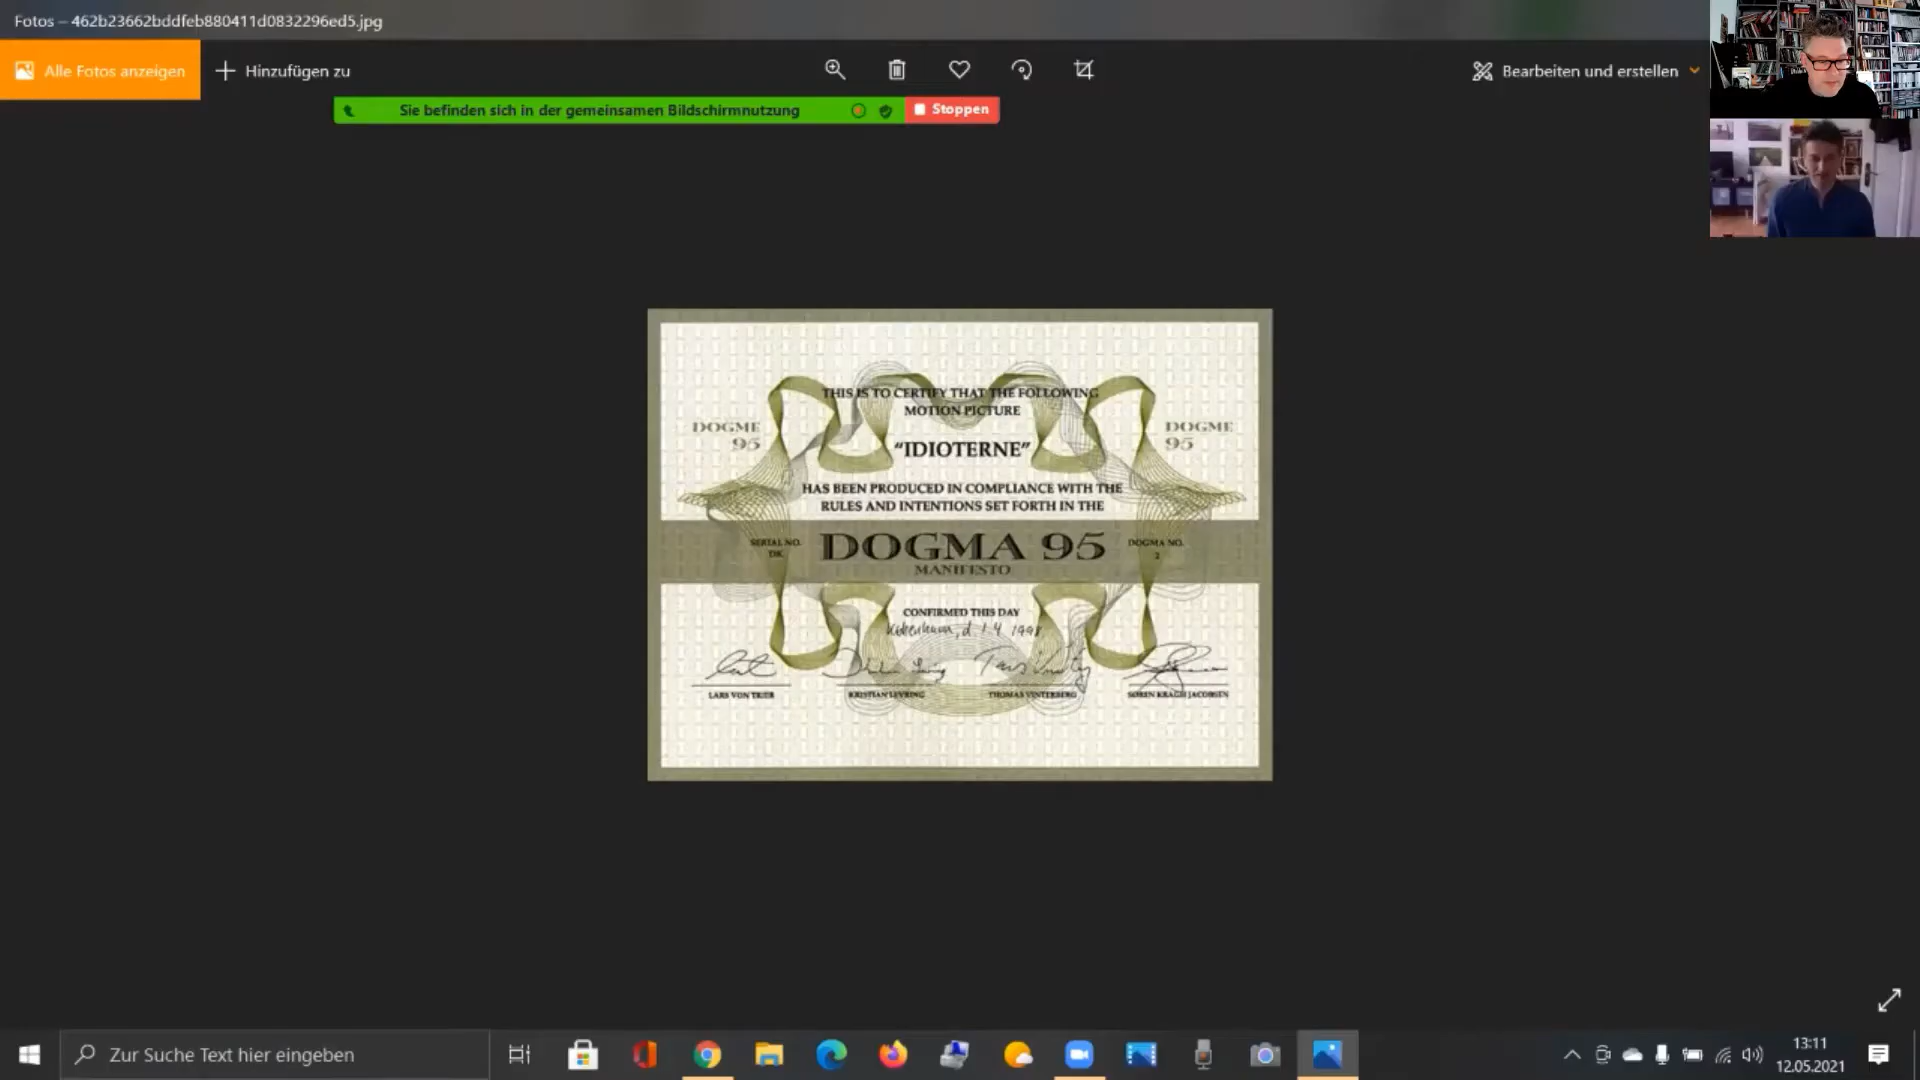 Fotos – 462b23662bddfeb880411d0832296ed5.jpg
Alle Fotos anzeigen
Hinzufügen zu
Bearbeiten und erstellen
Sie befinden sich in der gemeinsamen Bildschirmnutzung
Stoppen
THIS IS TO CERTIFY THAT THE FOLLOWING
MOTION PICTURE
DOGME
95
DOGME
95
“IDIOTERNE”
HAS BEEN PRODUCED IN COMPLIANCE WITH THE
RULES AND INTENTIONS SET FORTH IN THE
SERIAL NO.
DK
DOGMA 95
MANIFESTO
DOGMA NO.
2
CONFIRMED THIS DAY
København, d. 1.4 1998
LARS VON TRIER
KRISTIAN LEVRING
THOMAS VINTERBERG
SØREN KRAGH JACOBSEN
Zur Suche Text hier eingeben
13:11
12.05.2021